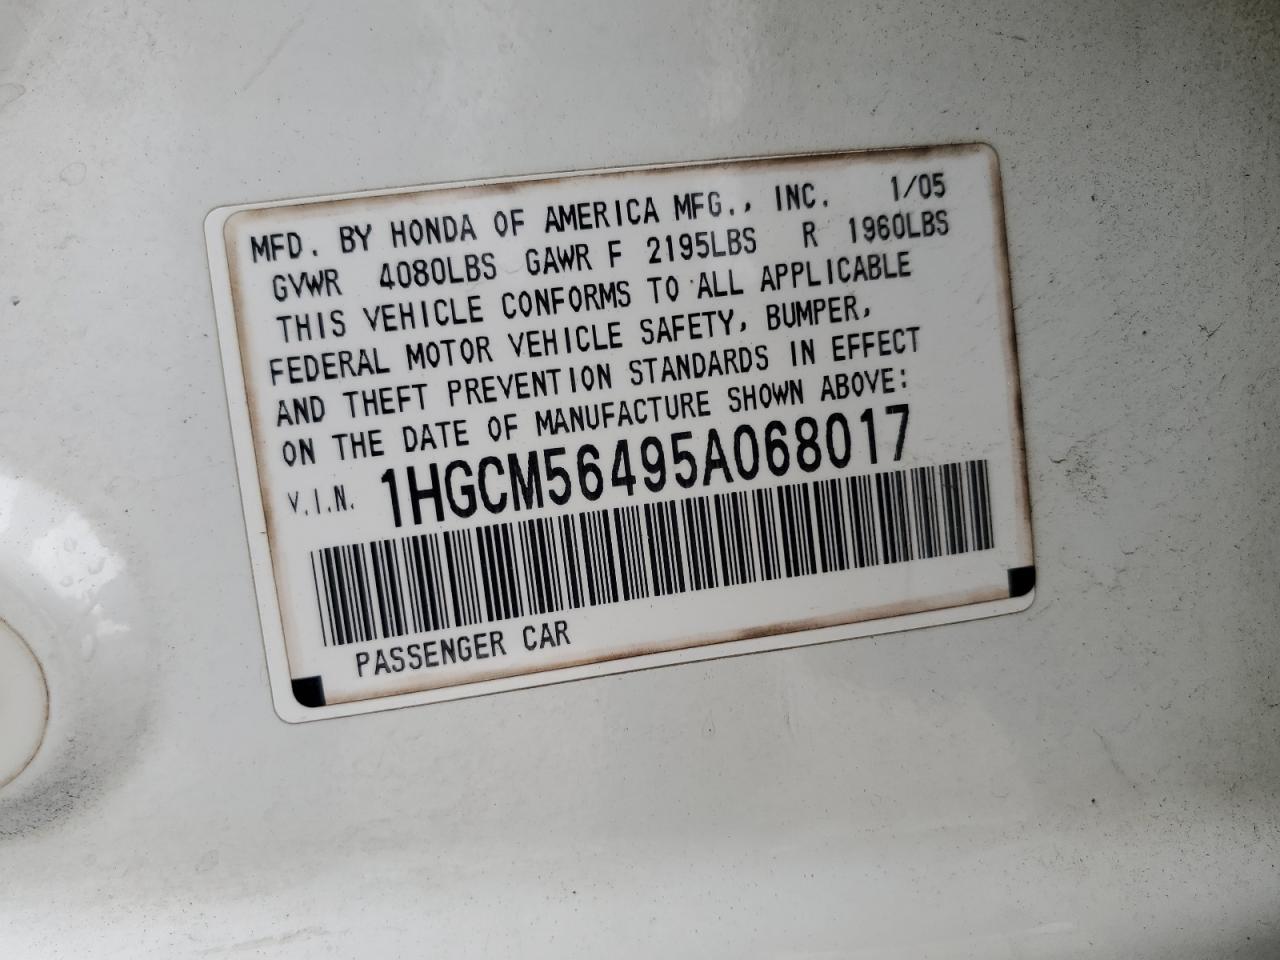 MFD. BY HONDA OF AMERICA MFG., INC. 1/05
GVWR 4080LBS GAWR F 2195LBS R 1960LBS
THIS VEHICLE CONFORMS TO ALL APPLICABLE
FEDERAL MOTOR VEHICLE SAFETY, BUMPER,
AND THEFT PREVENTION STANDARDS IN EFFECT
ON THE DATE OF MANUFACTURE SHOWN ABOVE:
V.I.N. 1HGCM56495A068017
PASSENGER CAR